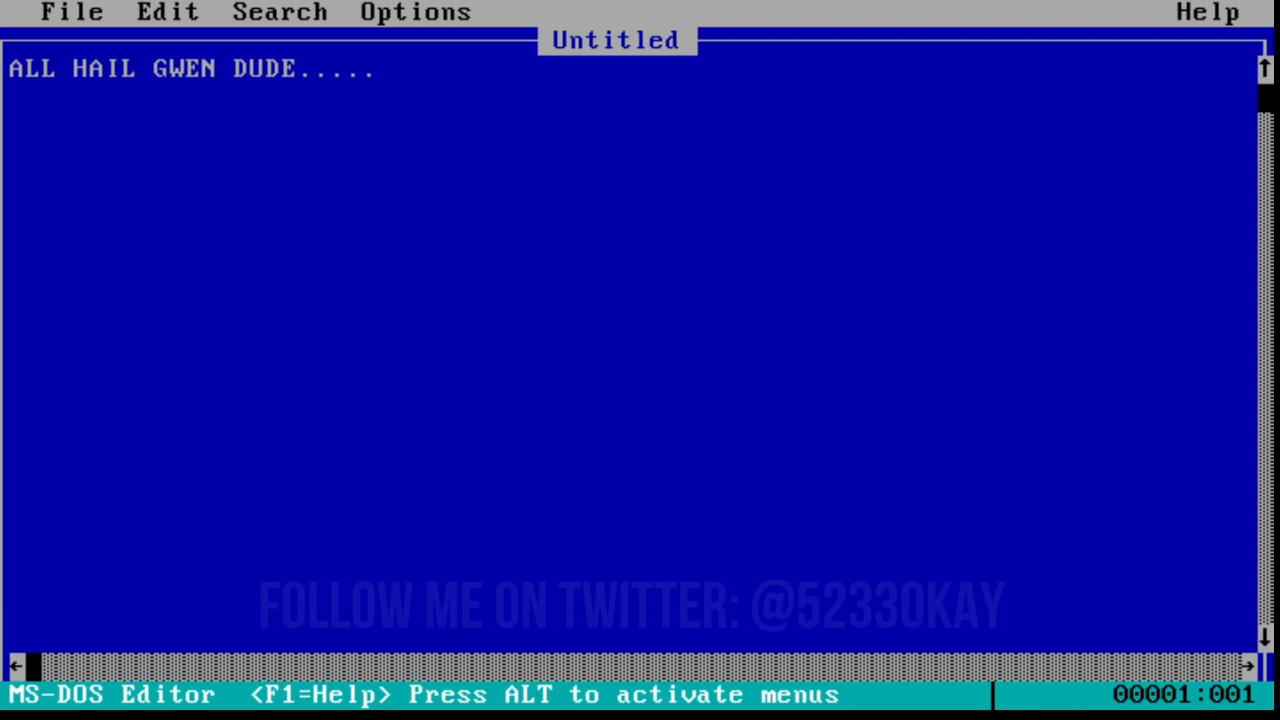 File Edit Search Options Help
Untitled
ALL HAIL GWEN DUDE.....
FOLLOW ME ON TWITTER: @52330KAY
MS-DOS Editor <F1=Help> Press ALT to activate menus 00001:001